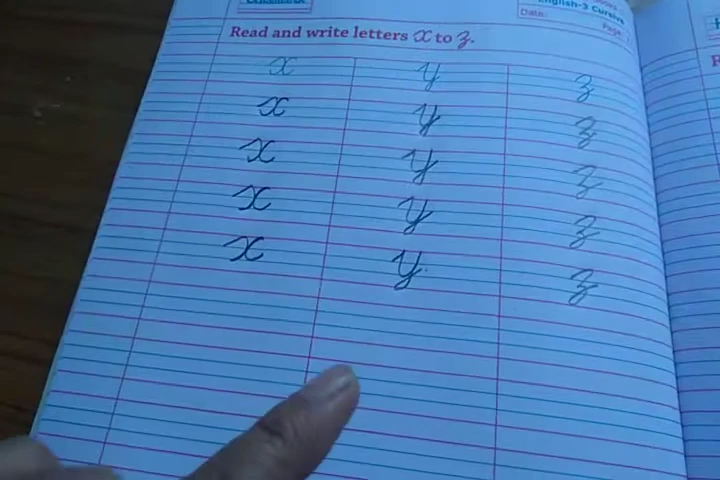 English-3 Cursive
Date:
Page:
Read and write letters x to z.
x y z
x y z
x y z
x y z
x y z